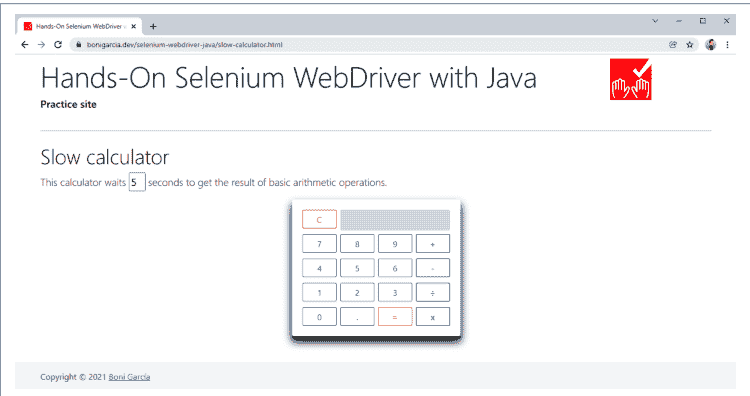 Hands-On Selenium WebDriver
bonigarcia.dev/selenium-webdriver-java/slow-calculator.html
Hands-On Selenium WebDriver with Java
Practice site
Slow calculator
This calculator waits 5 seconds to get the result of basic arithmetic operations.
C
7 8 9 +
4 5 6 -
1 2 3 ÷
0 . = x
Copyright © 2021 Boni García